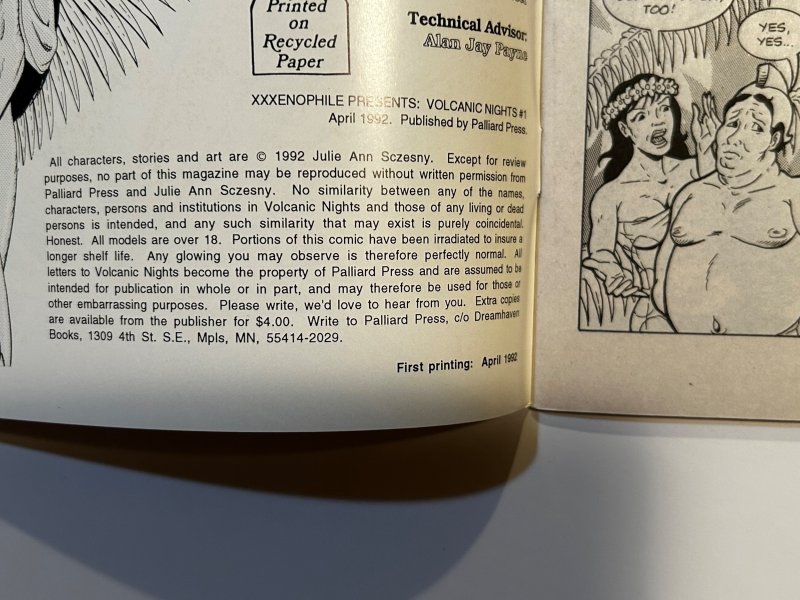 Printed
on
Recycled
Paper
Technical Advisor:
Alan Jay Payne
XXXENOPHILE PRESENTS: VOLCANIC NIGHTS #1
April 1992. Published by Palliard Press.
All characters, stories and art are © 1992 Julie Ann Sczesny. Except for review
purposes, no part of this magazine may be reproduced without written permission from
Palliard Press and Julie Ann Sczesny. No similarity between any of the names,
characters, persons and institutions in Volcanic Nights and those of any living or dead
persons is intended, and any such similarity that may exist is purely coincidental.
Honest. All models are over 18. Portions of this comic have been irradiated to insure a
longer shelf life. Any glowing you may observe is therefore perfectly normal. All
letters to Volcanic Nights become the property of Palliard Press and are assumed to be
intended for publication in whole or in part, and may therefore be used for those or
other embarrassing purposes. Please write, we'd love to hear from you. Extra copies
are available from the publisher for $4.00. Write to Palliard Press, c/o Dreamhaven
Books, 1309 4th St. S.E., Mpls, MN, 55414-2029.
First printing: April 1992
TOO!
YES,
YES...